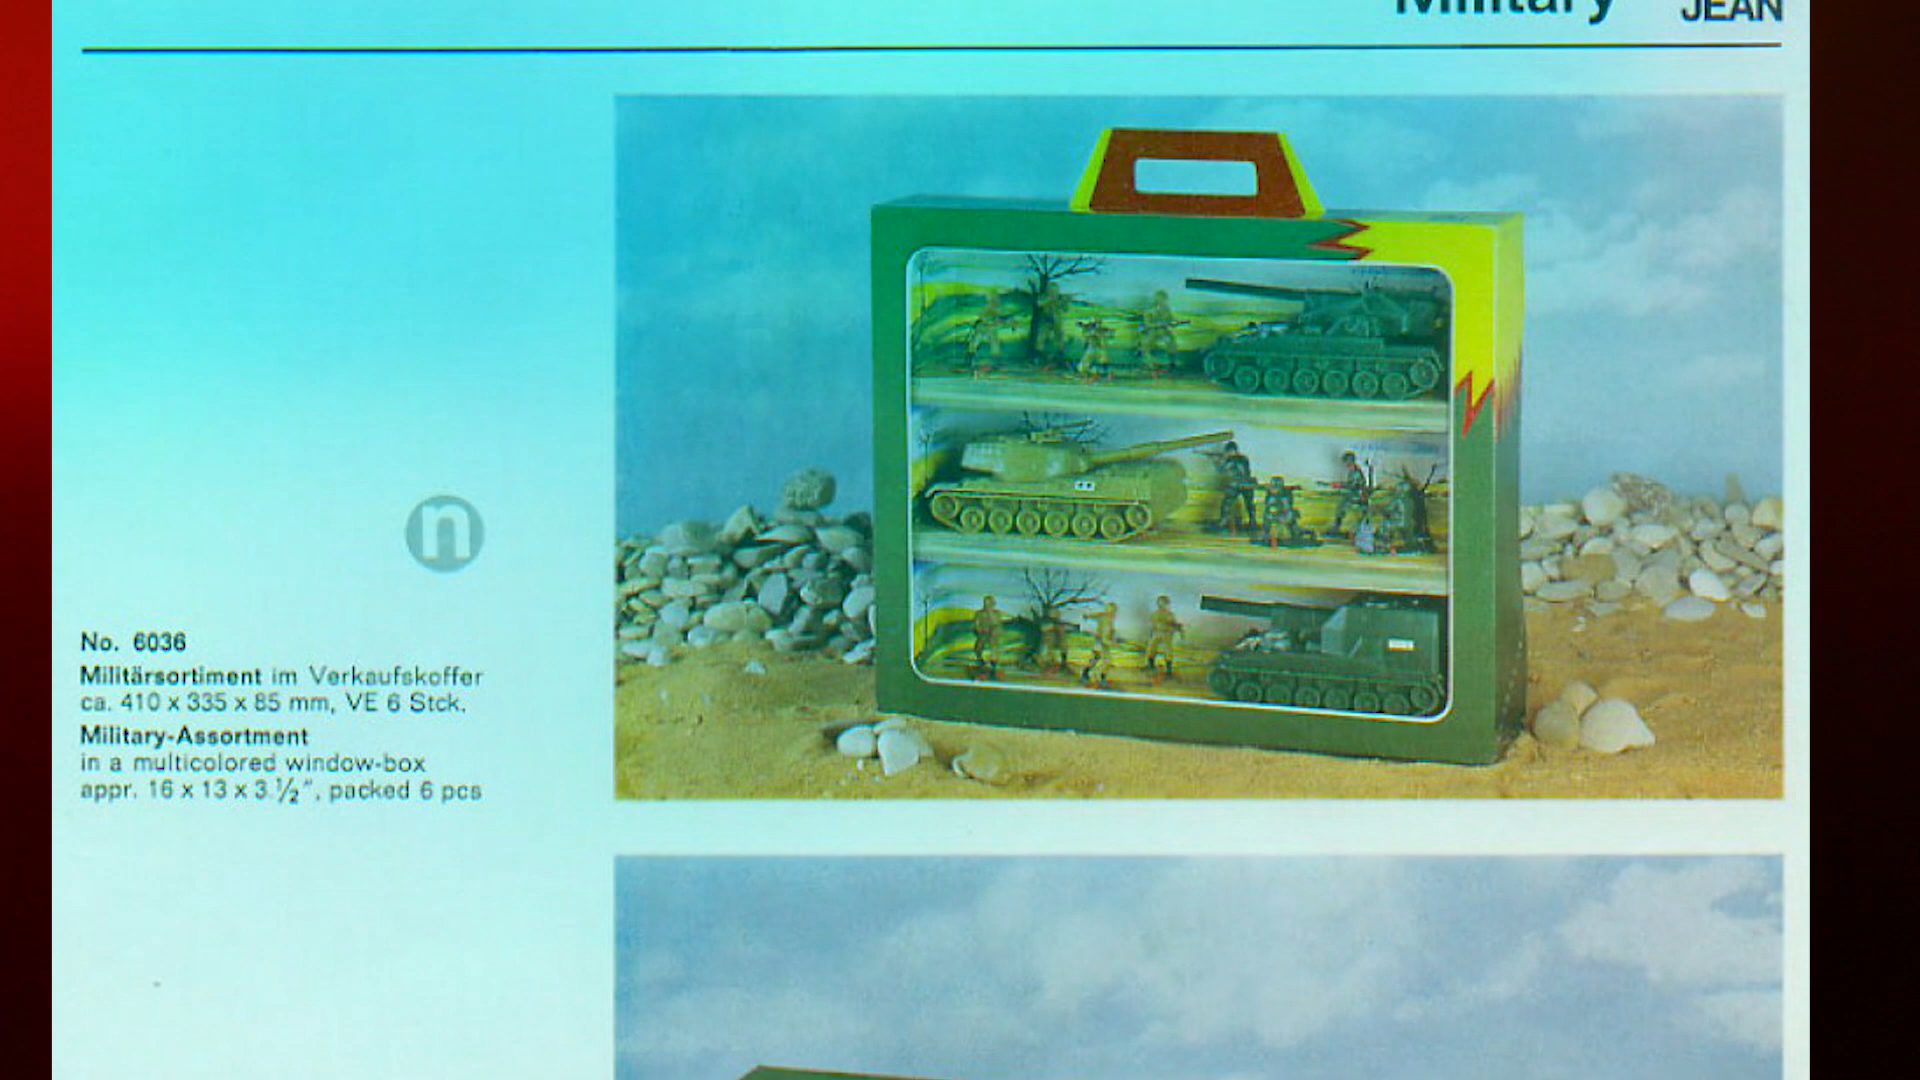 Military JEAN
n
No. 6036
Militärsortiment im Verkaufskoffer
ca. 410 x 335 x 85 mm, VE 6 Stck.
Military-Assortment
in a multicolored window-box
appr. 16 x 13 x 3 ½", packed 6 pcs